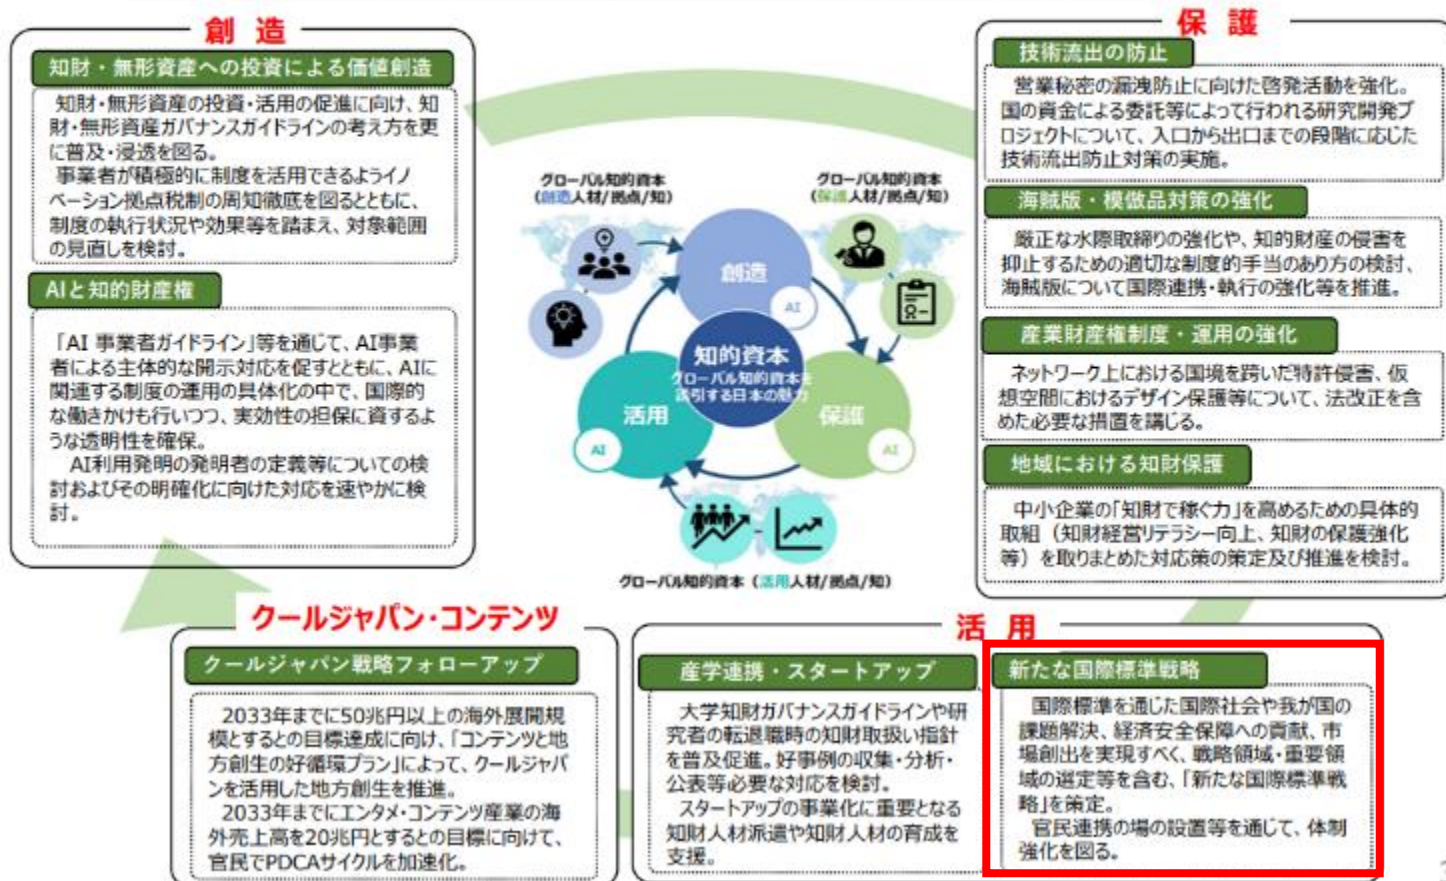 創 造
知財・無形資産への投資による価値創造
知財・無形資産の投資・活用の促進に向け、知
財・無形資産ガバナンスガイドラインの考え方を更
に普及・浸透を図る。
事業者が積極的に制度を活用できるようイノ
ベーション拠点税制の周知徹底を図るとともに、
制度の執行状況や効果等を踏まえ、対象範囲
の見直しを検討。
AIと知的財産権
「AI 事業者ガイドライン」等を通じて、AI事業
者による主体的な開示対応を促すとともに、AIに
関連する制度の運用の具体化の中で、国際的
な働きかけも行いつつ、実効性の担保に資するよ
うな透明性を確保。
AI利用発明の発明者の定義等についての検
討およびその明確化に向けた対応を速やかに検
討。
グローバル知的資本
（創造人材/拠点/知）
グローバル知的資本
（保護人材/拠点/知）
創造
AI
知的資本
グローバル知的資本を
誘引する日本の魅力
活用
AI
保護
AI
グローバル知的資本（活用人材/拠点/知）
保 護
技術流出の防止
営業秘密の漏洩防止に向けた啓発活動を強化。
国の資金による委託等によって行われる研究開発プ
ロジェクトについて、入口から出口までの段階に応じた
技術流出防止対策の実施。
海賊版・模倣品対策の強化
厳正な水際取締りの強化や、知的財産の侵害を
抑止するための適切な制度的手当のあり方の検討、
海賊版について国際連携・執行の強化等を推進。
産業財産権制度・運用の強化
ネットワーク上における国境を跨いだ特許侵害、仮
想空間におけるデザイン保護等について、法改正を含
めた必要な措置を講じる。
地域における知財保護
中小企業の「知財で稼ぐ力」を高めるための具体的
取組（知財経営リテラシー向上、知財の保護強化
等）を取りまとめた対応策の策定及び推進を検討。
クールジャパン・コンテンツ
クールジャパン戦略フォローアップ
2033年までに50兆円以上の海外展開規
模とするとの目標達成に向け、「コンテンツと地
方創生の好循環プラン」によって、クールジャパ
ンを活用した地方創生を推進。
2033年までにエンタメ・コンテンツ産業の海
外売上高を20兆円とするとの目標に向けて、
官民でPDCAサイクルを加速化。
活 用
産学連携・スタートアップ
大学知財ガバナンスガイドラインや研
究者の転退職時の知財取扱い指針
を普及促進。好事例の収集・分析・
公表等必要な対応を検討。
スタートアップの事業化に重要となる
知財人材派遣や知財人材の育成を
支援。
新たな国際標準戦略
国際標準を通じた国際社会や我が国の
課題解決、経済安全保障への貢献、市
場創出を実現すべく、戦略領域・重要領
域の選定等を含む、「新たな国際標準戦
略」を策定。
官民連携の場の設置等を通じて、体制
強化を図る。